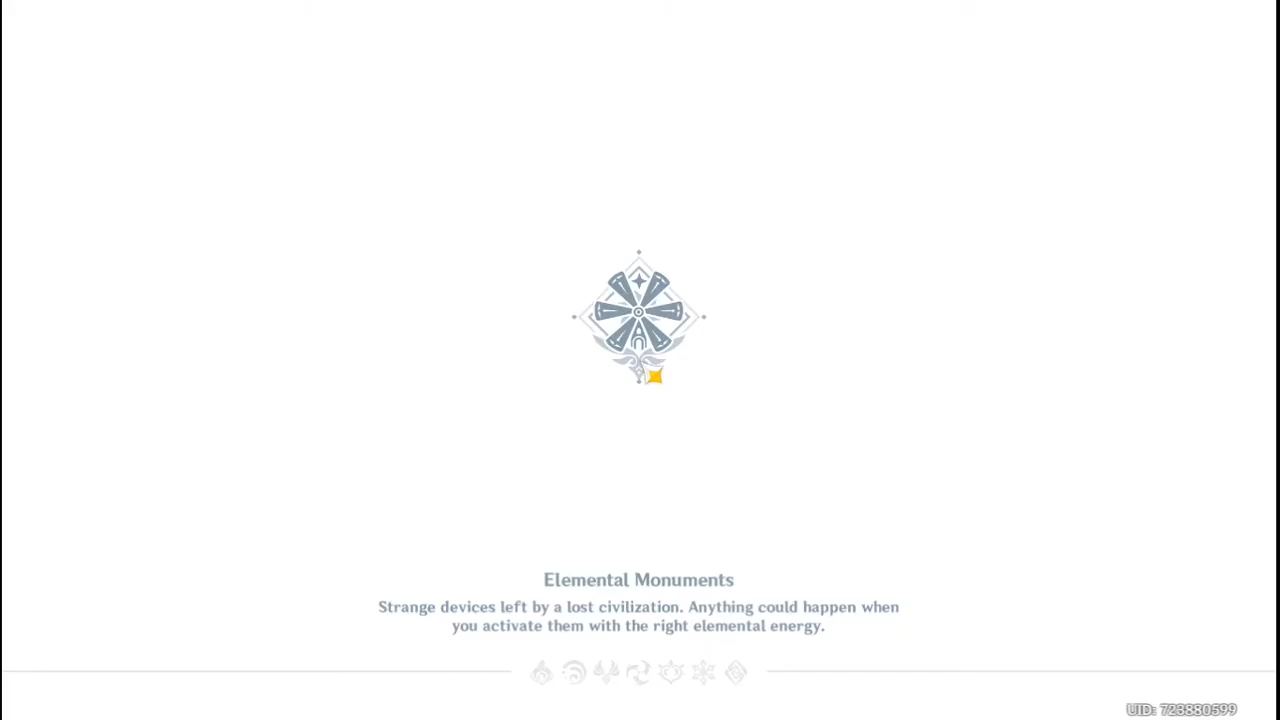 Elemental Monuments
Strange devices left by a lost civilization. Anything could happen when
you activate them with the right elemental energy.
UID: 723880599